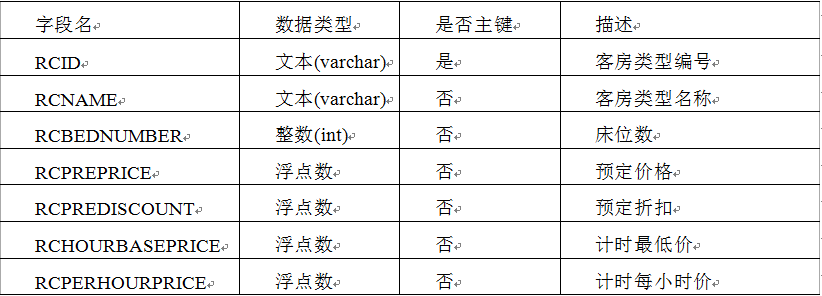 字段名 数据类型 是否主键 描述
RCID 文本(varchar) 是 客房类型编号
RCNAME 文本(varchar) 否 客房类型名称
RCBEDNUMBER 整数(int) 否 床位数
RCPREPRICE 浮点数 否 预定价格
RCPREDISCOUNT 浮点数 否 预定折扣
RCHOURBASEPRICE 浮点数 否 计时最低价
RCPERHOURPRICE 浮点数 否 计时每小时价